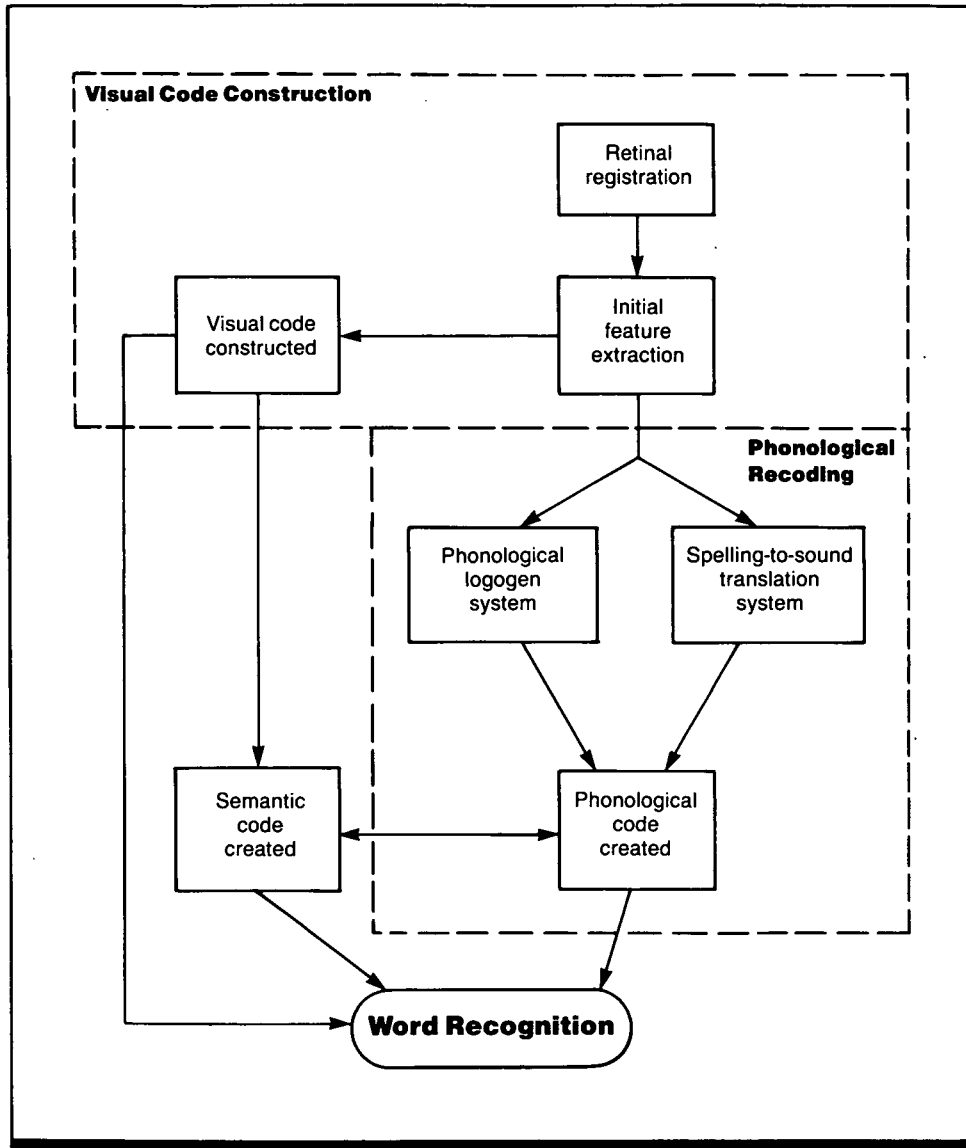 Visual Code Construction
Retinal
registration
Visual code
constructed
Initial
feature
extraction
Phonological
Recoding
Phonological
logogen
system
Spelling-to-sound
translation
system
Semantic
code
created
Phonological
code
created
Word Recognition